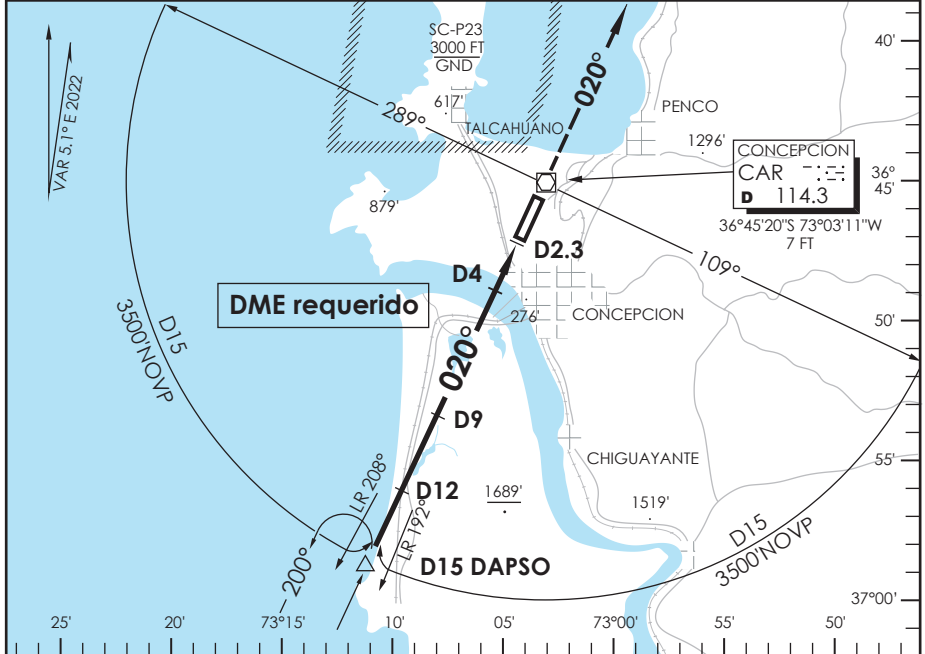 SC-P23
3000 FT
GND
40'
020°
VAR 5.1° E 2022
289°
617'
PENCO
TALCAHUANO
1296'
CONCEPCION
CAR
D 114.3
36°
45'
36°45'20"S 73°03'11"W
7 FT
879'
D2.3
109°
D4
DME requerido
276'
CONCEPCION
50'
D15
3500'NOVP
020°
D9
CHIGUAYANTE
55'
LR 208°
D12
1689'
1519'
LR 192°
D15
3500'NOVP
200°
D15 DAPSO
37°00'
25'
20'
73°15'
10'
05'
73°00'
55'
50'